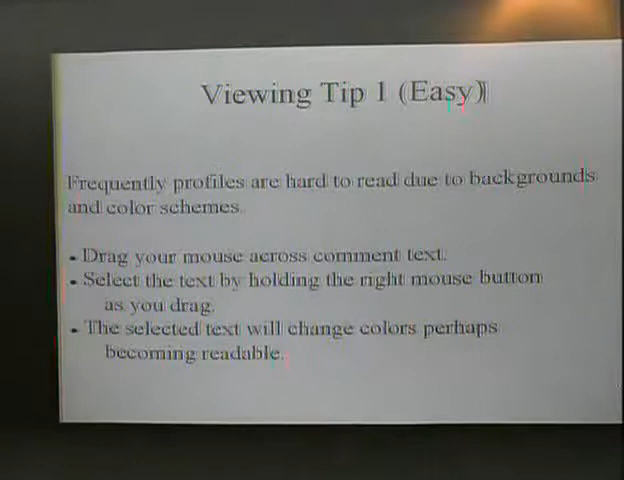 Viewing Tip 1 (Easy)
Frequently profiles are hard to read due to backgrounds
and color schemes.
• Drag your mouse across comment text.
• Select the text by holding the right mouse button
as you drag.
• The selected text will change colors perhaps
becoming readable.